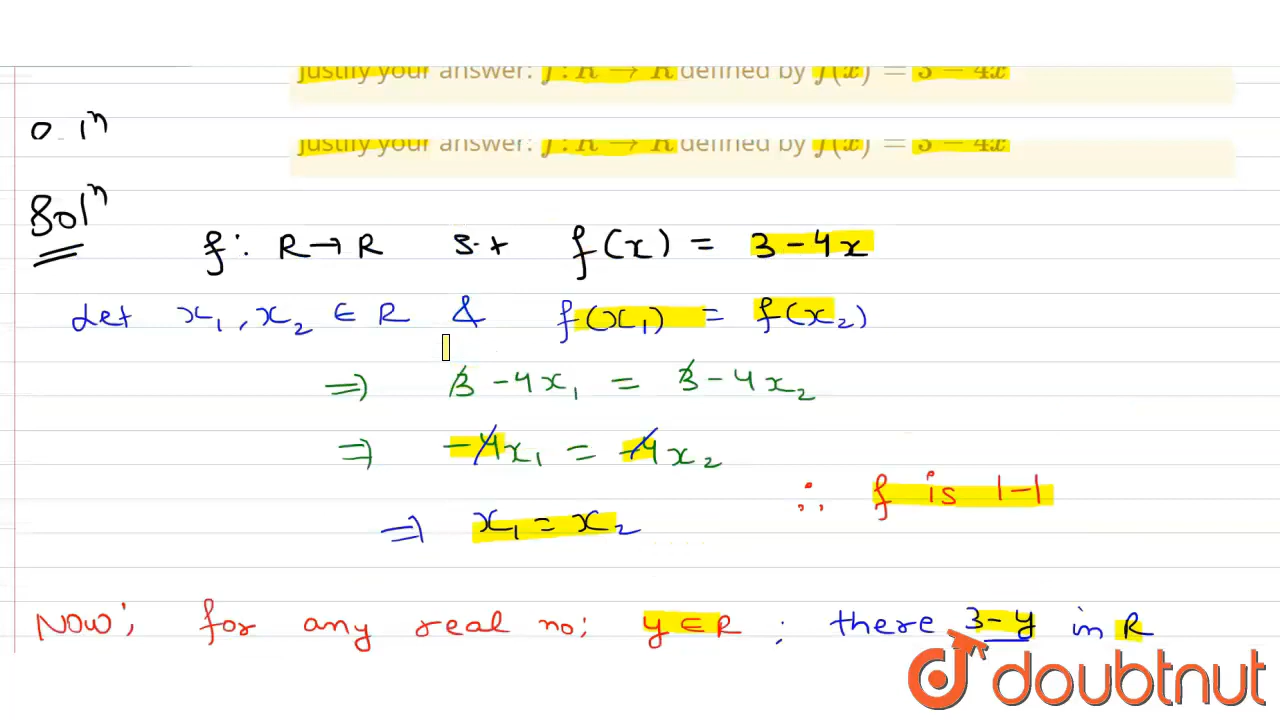 justify your answer: f : R → R defined by f(x) = 3 − 4x
justify your answer: f : R → R defined by f(x) = 3 − 4x
Solⁿ
f: R→R s.t f(x) = 3-4x
Let x₁, x₂ ∈ R & f(x₁) = f(x₂)
⇒ 3 -4x₁ = 3 - 4x₂
⇒ -4x₁ = -4x₂
∴ f is 1-1
⇒ x₁ = x₂
Now; for any real no; y ∈ R ; there 3-y in R
doubtnut